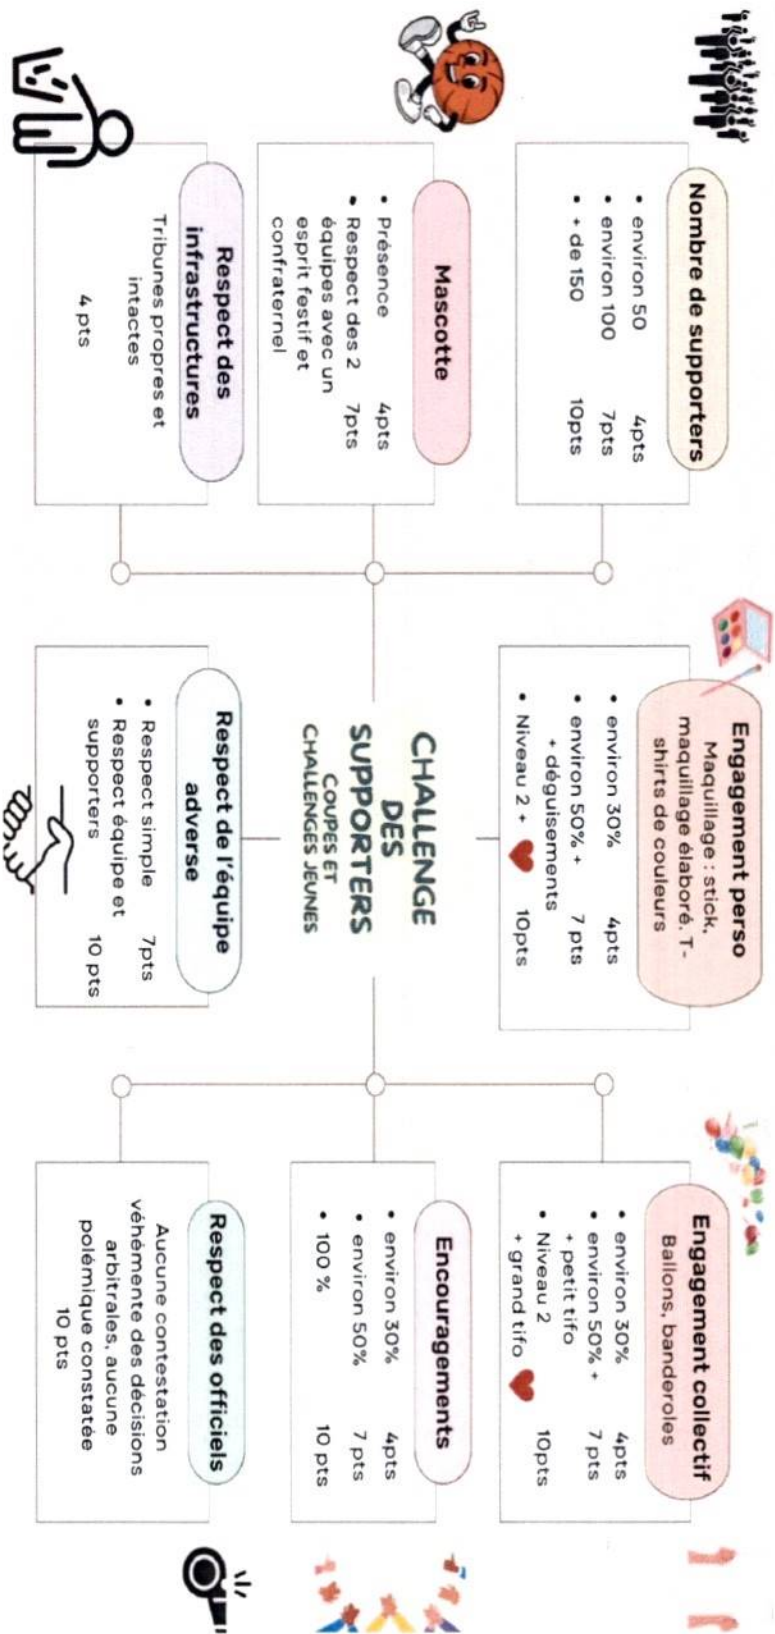 Nombre de supporters
• environ 50 4pts
• environ 100 7pts
• + de 150 10pts
Engagement perso
Maquillage : stick,
maquillage élaboré. T-
shirts de couleurs
• environ 30% 4pts
• environ 50% + 7 pts
+ déguisements
• Niveau 2 + 10pts
Engagement collectif
Ballons, banderoles
• environ 30% 4pts
• environ 50% + 7 pts
+ petit tifo
• Niveau 2 10pts
+ grand tifo
Mascotte
• Présence 4pts
• Respect des 2 7pts
équipes avec un
esprit festif et
confraternel
CHALLENGE
DES
SUPPORTERS
COUPES ET
CHALLENGES JEUNES
Encouragements
• environ 30% 4pts
• environ 50% 7 pts
• 100 % 10 pts
Respect des
infrastructures
Tribunes propres et
intactes
4 pts
Respect de l'équipe
adverse
• Respect simple 7pts
• Respect équipe et
supporters 10 pts
Respect des officiels
Aucune contestation
véhémente des décisions
arbitrales, aucune
polémique constatée
10 pts